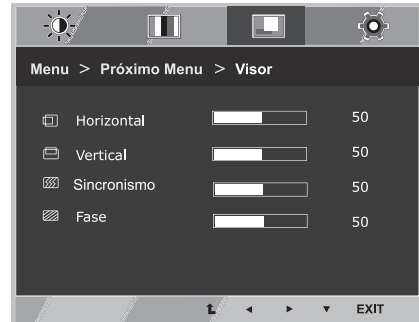 Menu > Próximo Menu > Visor
Horizontal 50
Vertical 50
Sincronismo 50
Fase 50
EXIT